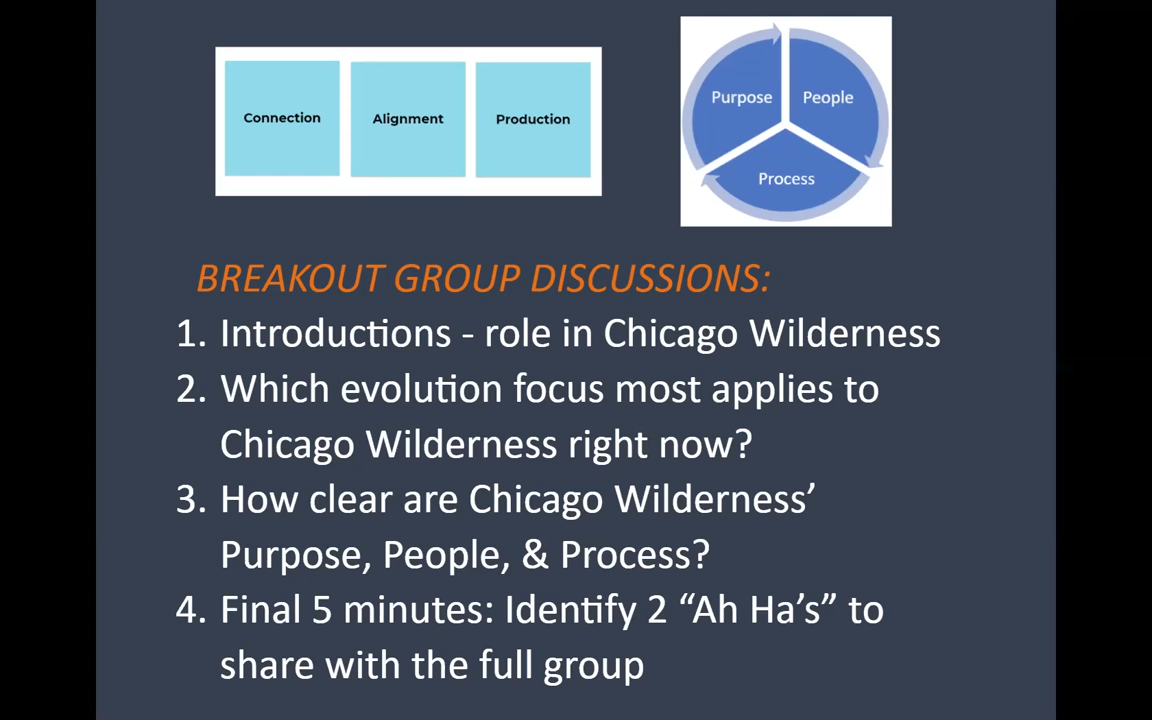 Connection
Alignment
Production
Purpose
People
Process
BREAKOUT GROUP DISCUSSIONS:
1. Introductions - role in Chicago Wilderness
2. Which evolution focus most applies to
Chicago Wilderness right now?
3. How clear are Chicago Wilderness’
Purpose, People, & Process?
4. Final 5 minutes: Identify 2 “Ah Ha’s” to
share with the full group